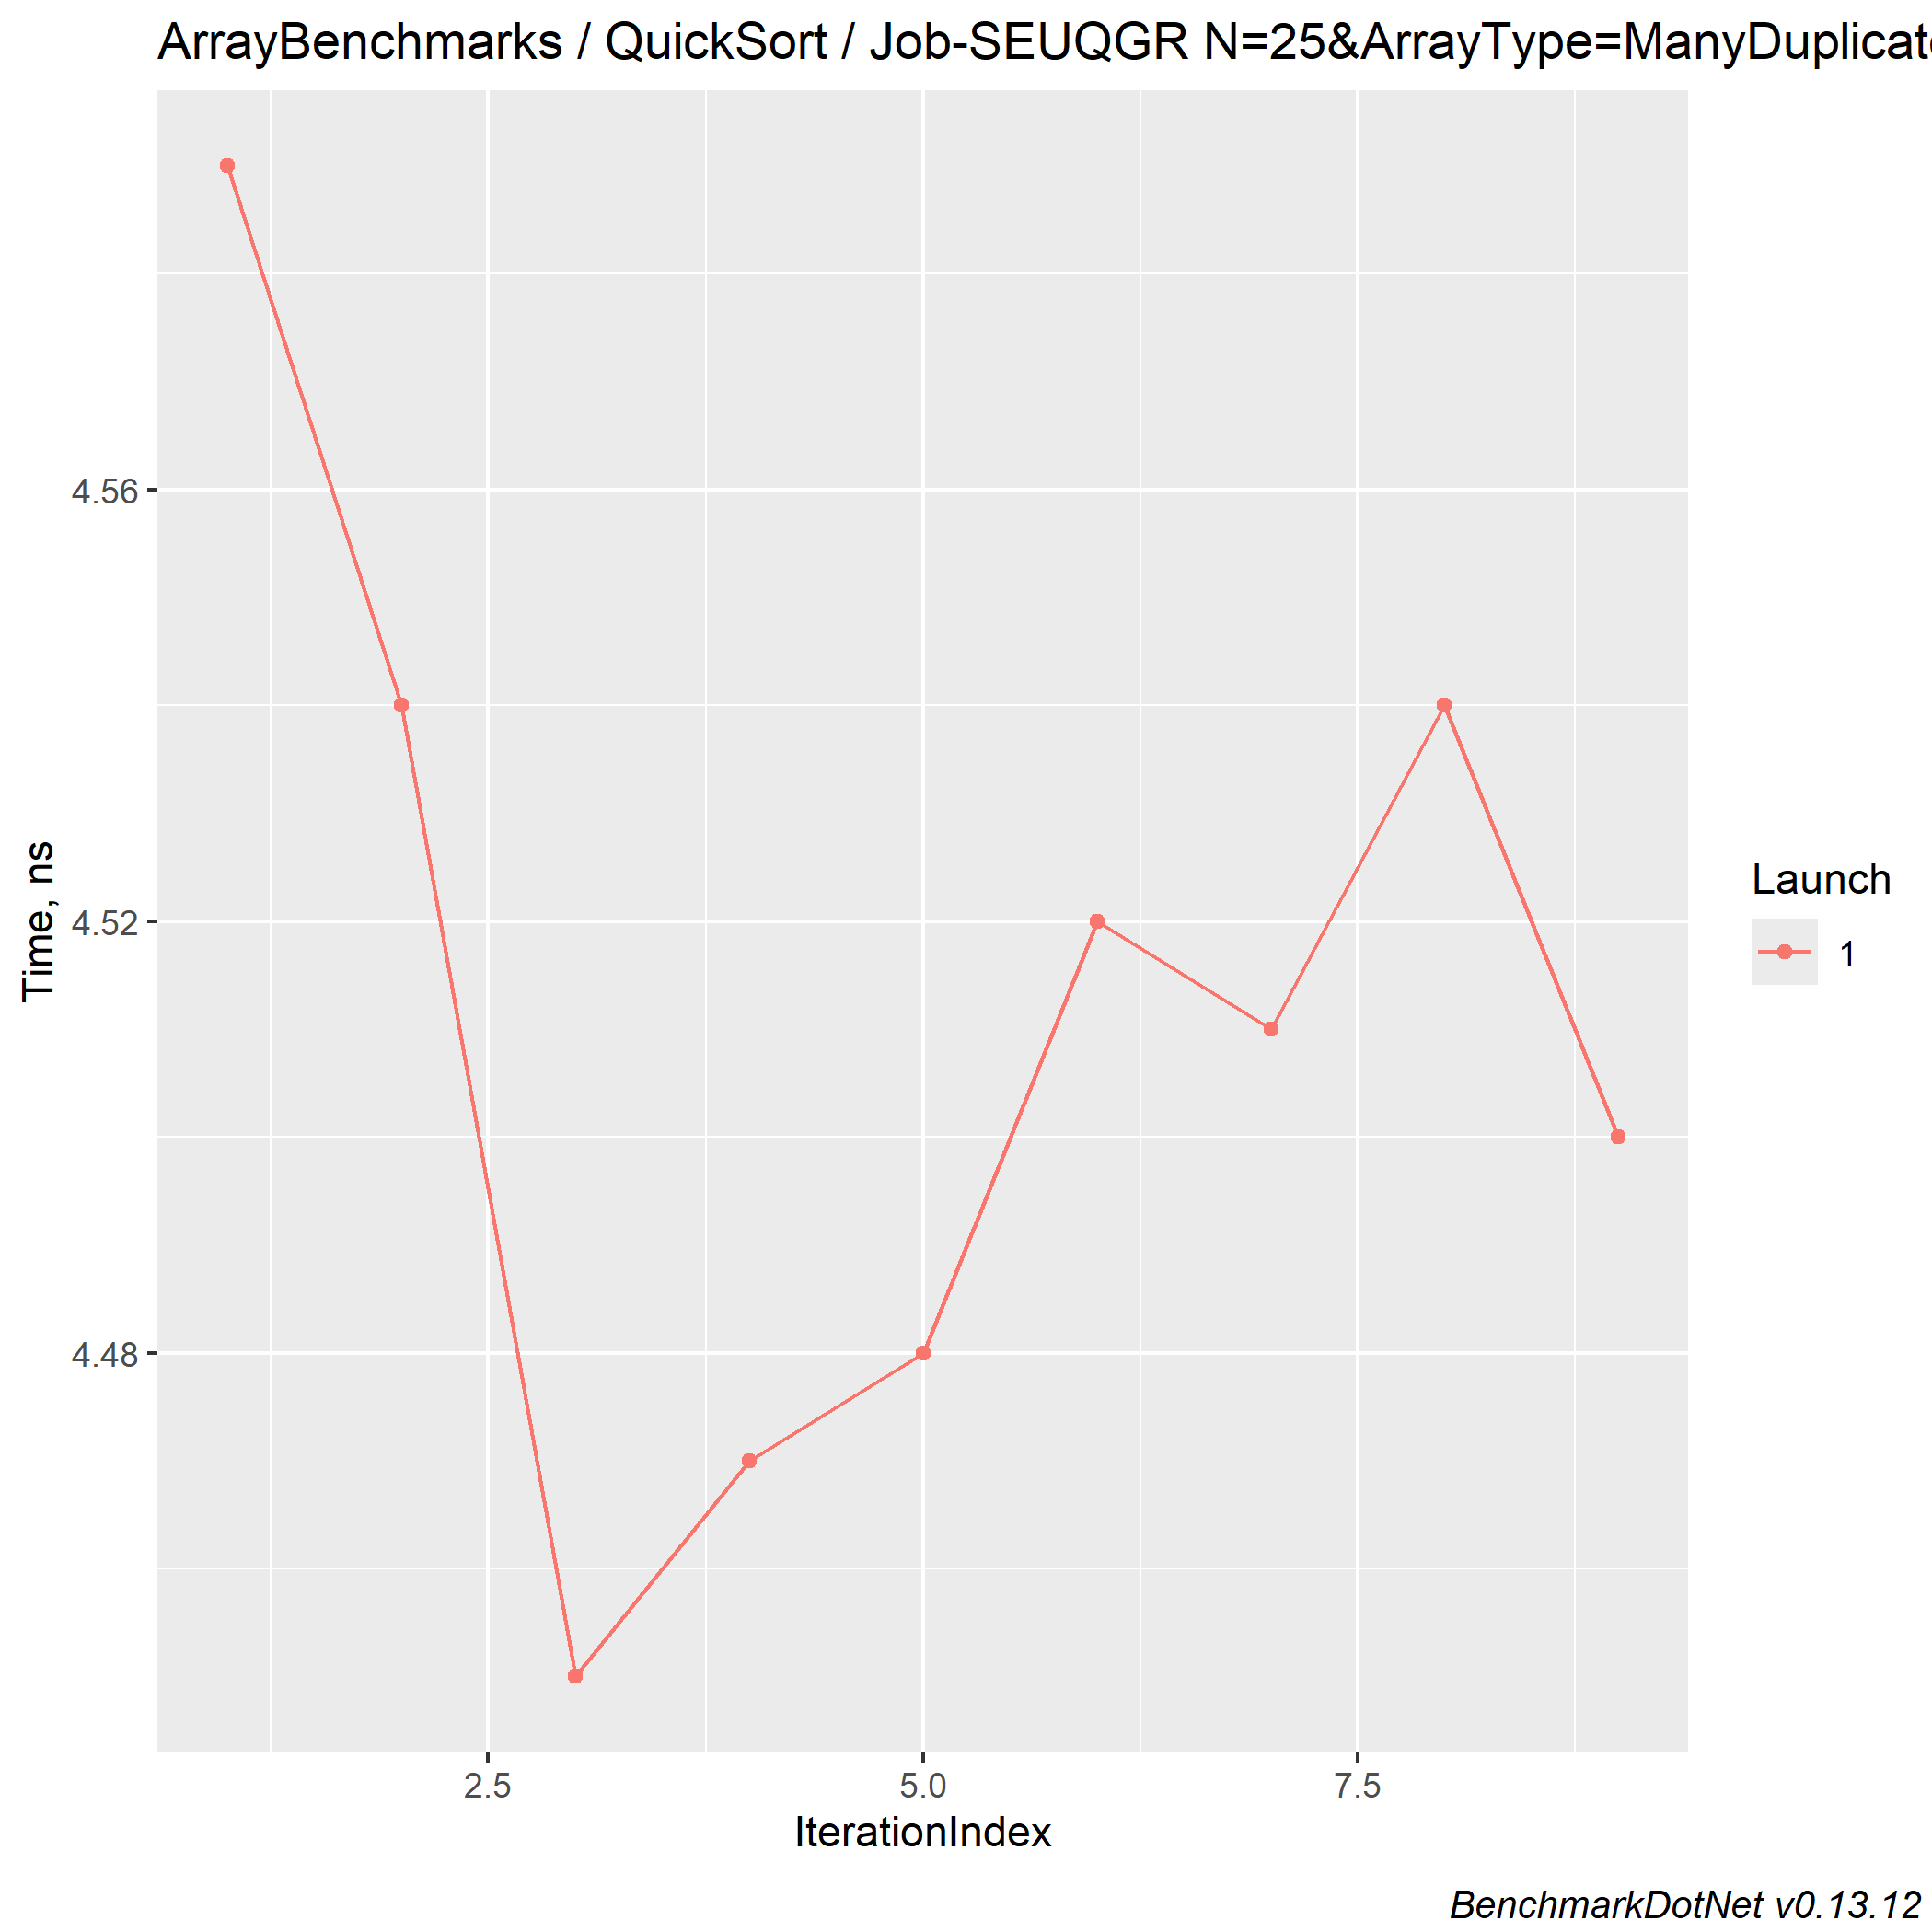 ArrayBenchmarks / QuickSort / Job-SEUQGR N=25&ArrayType=ManyDuplicate
4.56
4.52
4.48
Time, ns
2.5 5.0 7.5
IterationIndex
Launch
1
BenchmarkDotNet v0.13.12